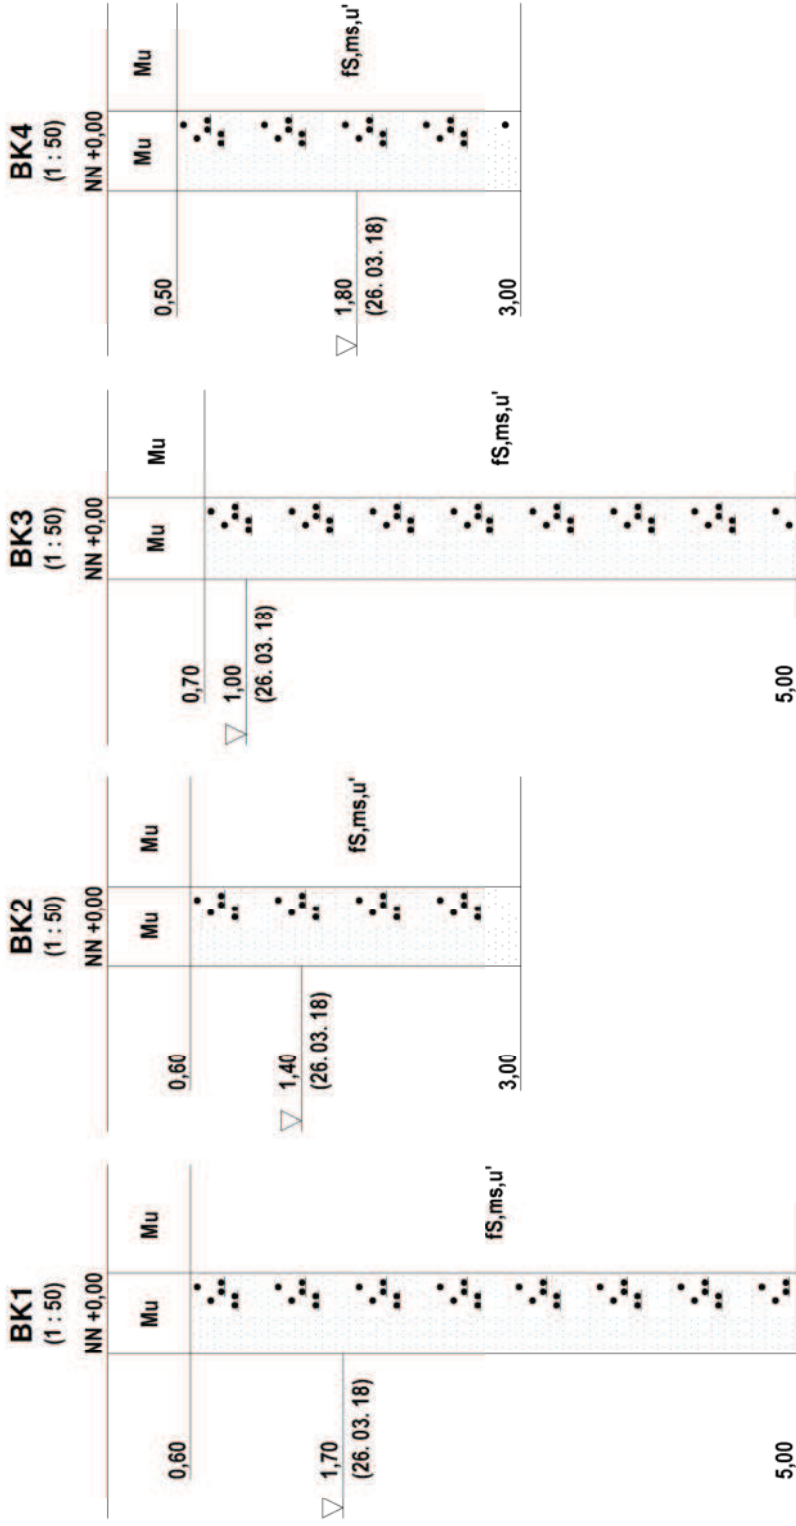 BK1
(1 : 50)
NN +0,00
Mu
Mu
0,60
1,70
(26. 03. 18)
fS,ms,u'
5,00
BK2
(1 : 50)
NN +0,00
Mu
Mu
0,60
1,40
(26. 03. 18)
fS,ms,u'
3,00
BK3
(1 : 50)
NN +0,00
Mu
Mu
0,70
1,00
(26. 03. 18)
fS,ms,u'
5,00
BK4
(1 : 50)
NN +0,00
Mu
Mu
0,50
fS,ms,u'
1,80
(26. 03. 18)
3,00